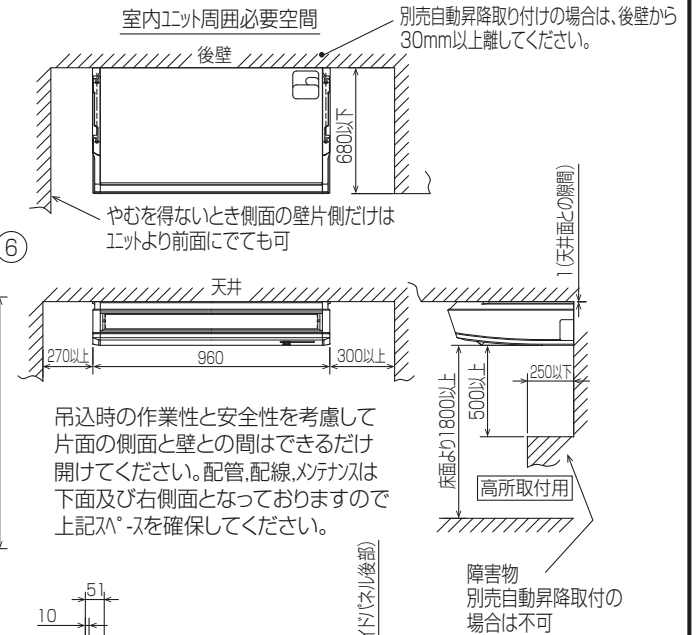 室内ユニット周囲必要空間
別売自動昇降取り付けの場合は、後壁から
30mm以上離してください。
後壁
680以下
やむを得ないとき側面の壁片側だけは
ユニットより前面にでても可
1(天井面との隙間)
6
天井
270以上
960
300以上
床面より1800以上
500以上
250以下
高所取付用
吊込時の作業性と安全性を考慮して
片面の側面と壁との間はできるだけ
開けてください。配管,配線,メンテナンスは
下面及び右側面となっておりますので
上記スペースを確保してください。
障害物
別売自動昇降取付の
場合は不可
51
10
イドパネル後部)